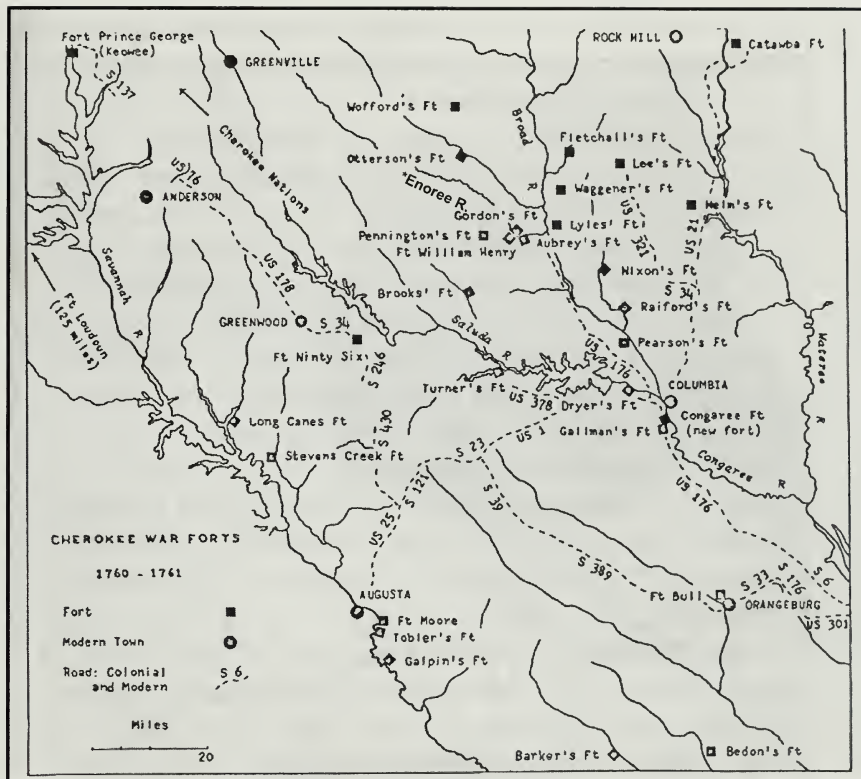 Fort Prince George
(Keowee)
S 137
GREENVILLE
ROCK HILL
Catawba Ft
Wofford's Ft
Broad
R.
Fletchall's Ft
Otterson's Ft
Lee's Ft
US 76
Cherokee Nations
*Enoree R.
Waggener's Ft
ANDERSON
Gordon's Ft
Helm's Ft
Pennington's Ft
Lyles' Ft
US 321
US 21
Ft William Henry
Aubrey's Ft
Savannah
R
Nixon's Ft
US 178
Brooks' Ft
S 34
Ft Loudoun
(125 miles)
Raiford's Ft
GREENWOOD
S 34
Saluda
R
Wateree
R
Ft Ninty Six
Pearson's Ft
S 246
US 176
Turner's Ft
COLUMBIA
US 378
Dryer's Ft
Long Canes Ft
Congaree Ft
(new fort)
S 430
US 1
Gallman's Ft
S 23
Congaree
R
Stevens Creek Ft
S 121
S 39
US 176
US 25
CHEROKEE WAR FORTS
1760 - 1761
S 389
S 6
AUGUSTA
Ft Bull
S 33
S 176
Fort
ORANGEBURG
Ft Moore
US 301
Modern Town
Tobler's Ft
Road: Colonial
and Modern
S 6
Galpin's Ft
Miles
20
Barker's Ft
Bedon's Ft